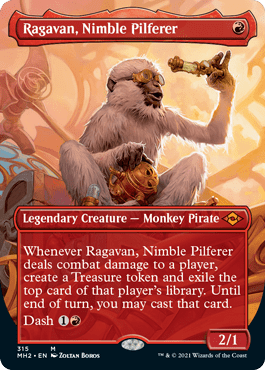 Ragavan, Nimble Pilferer
Legendary Creature — Monkey Pirate
Whenever Ragavan, Nimble Pilferer
deals combat damage to a player,
create a Treasure token and exile the
top card of that player's library. Until
end of turn, you may cast that card.
Dash 1
2/1
315 M
MH2 • EN ZOLTAN BOROS
™ & © 2021 Wizards of the Coast